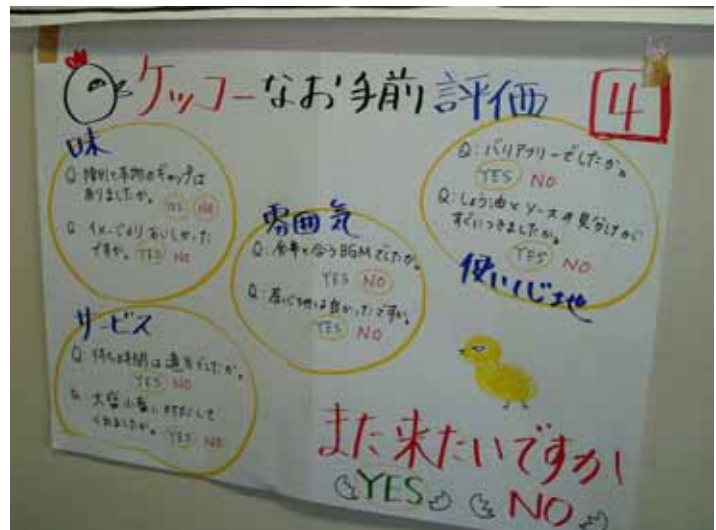 ケッコーなお手前評価
4
味
Q: 陳列と本物のギャップは
ありましたか。 YES NO
Q: イメージよりおいしかった
ですか。 YES NO
雰囲気
Q: 食事と合うBGMでしたか。
YES NO
Q: 居心地は良かったですか。
YES NO
Q: バリアフリーでしたか。
YES NO
Q: しょう油とソースの見分けが
すぐにつきましたか。
YES NO
使い心地
サービス
Q: 待ち時間は適当でしたか。
YES NO
Q: 大盛小盛に対応して
くれましたか。 YES NO
また来たいですか
YES NO